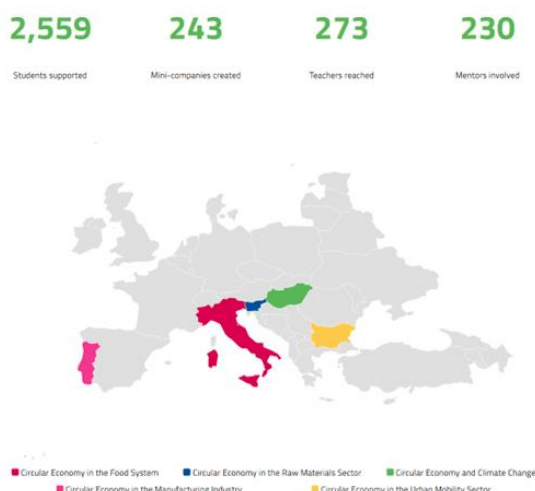 2,559 243 273 230
Students supported Mini-companies created Teachers reached Mentors involved
Circular Economy in the Food System Circular Economy in the Raw Materials Sector Circular Economy and Climate Change
Circular Economy in the Manufacturing Industry Circular Economy in the Urban Mobility Sector